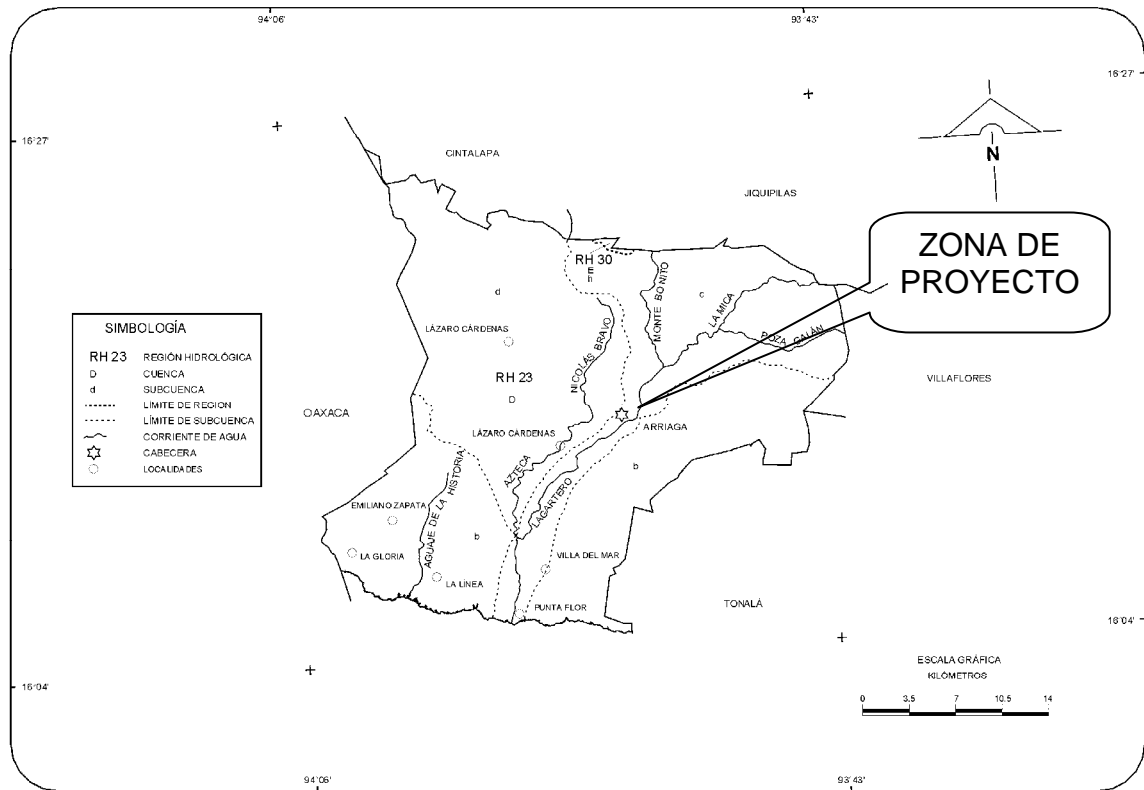 94°06'
93°43'
16°27'
16°27'
CINTALAPA
N
JIQUIPILAS
ZONA DE
PROYECTO
RH 30
E
h
MONTE BONITO
d
c
LA MICA
SIMBOLOGÍA
RH 23 REGIÓN HIDROLÓGICA
D CUENCA
d SUBCUENCA
LÍMITE DE REGION
LÍMITE DE SUBCUENCA
CORRIENTE DE AGUA
CABECERA
LOCALIDADES
LÁZARO CÁRDENAS
NICOLÁS BRAVO
POZA GALÁN
RH 23
D
VILLAFLORES
OAXACA
LÁZARO CÁRDENAS
ARRIAGA
AZTECA
b
AGUAJE DE LA HISTORIA
LAGARTERO
EMILIANO ZAPATA
b
LA GLORIA
VILLA DEL MAR
LA LÍNEA
PUNTA FLOR
TONALÁ
16°04'
ESCALA GRÁFICA
KILÓMETROS
16°04'
0 3.5 7 10.5 14
94°06'
93°43'